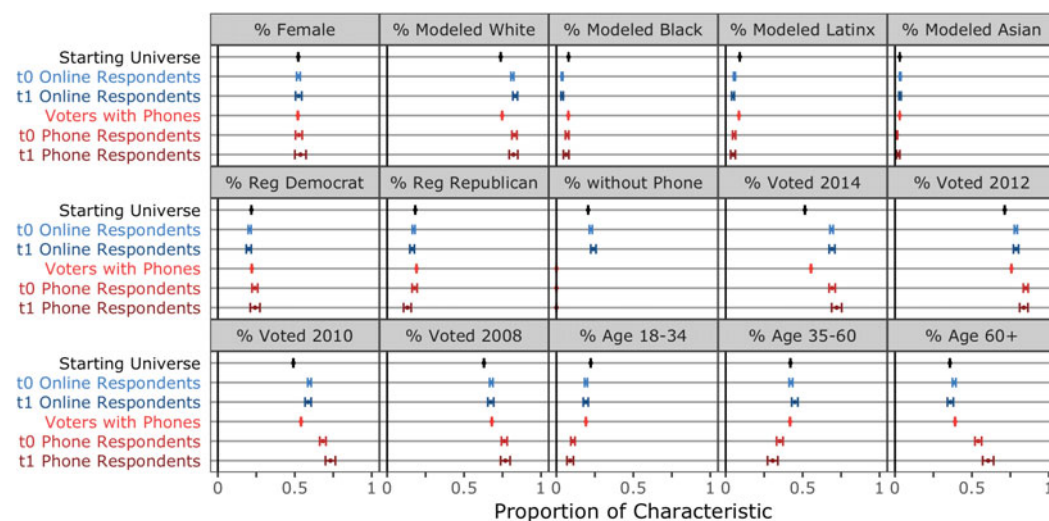 % Female % Modeled White % Modeled Black % Modeled Latinx % Modeled Asian
Starting Universe
t0 Online Respondents
t1 Online Respondents
Voters with Phones
t0 Phone Respondents
t1 Phone Respondents
% Reg Democrat % Reg Republican % without Phone % Voted 2014 % Voted 2012
Starting Universe
t0 Online Respondents
t1 Online Respondents
Voters with Phones
t0 Phone Respondents
t1 Phone Respondents
% Voted 2010 % Voted 2008 % Age 18-34 % Age 35-60 % Age 60+
Starting Universe
t0 Online Respondents
t1 Online Respondents
Voters with Phones
t0 Phone Respondents
t1 Phone Respondents
0 0.5 1 0 0.5 1 0 0.5 1 0 0.5 1 0 0.5 1
Proportion of Characteristic